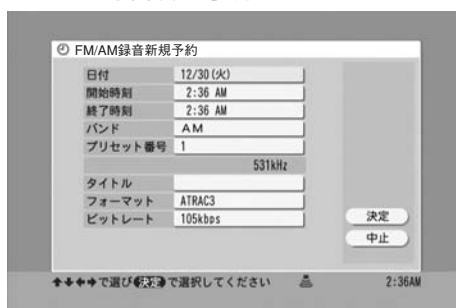 FM/AM録音新規予約
日付 12/30(火)
開始時刻 2:36 AM
終了時刻 2:36 AM
バンド AM
プリセット番号 1
531kHz
タイトル
フォーマット ATRAC3
ビットレート 105kbps
決定
中止
↑↓←→で選び決定で選択してください 2:36AM